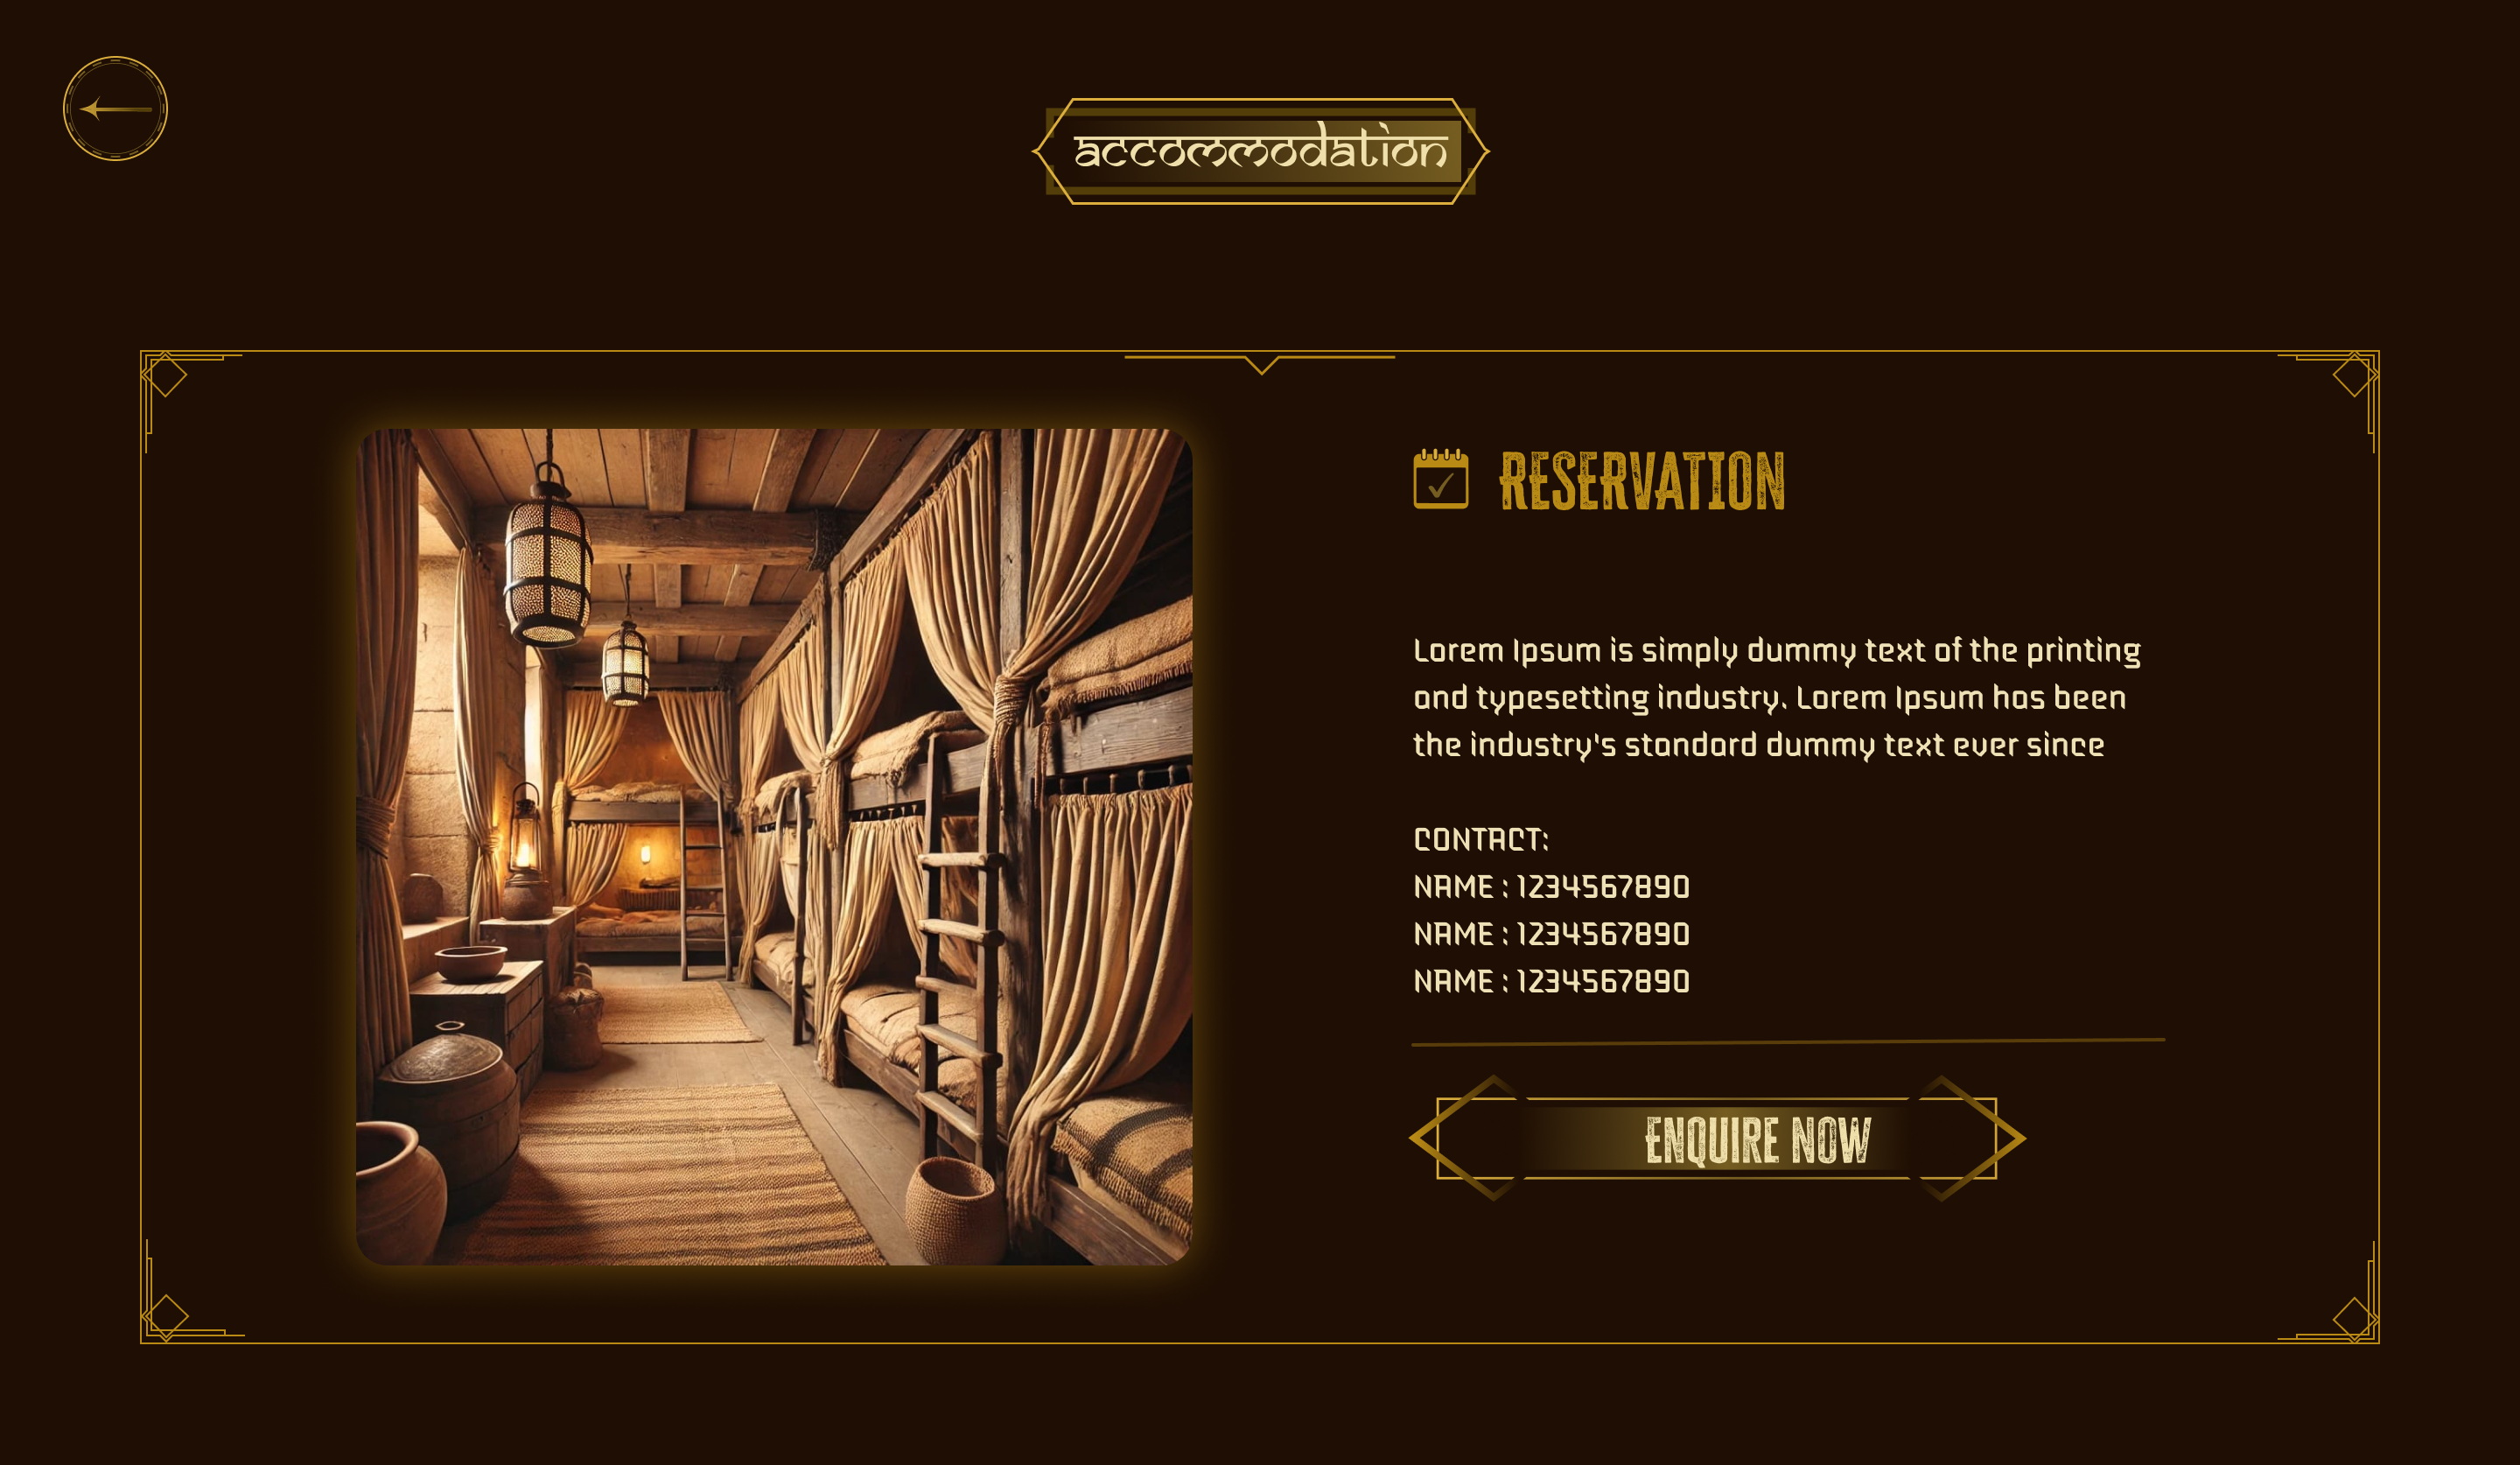 accommodation
RESERVATION
Lorem Ipsum is simply dummy text of the printing
and typesetting industry. Lorem Ipsum has been
the industry's standard dummy text ever since
CONTACT:
NAME : 1234567890
NAME : 1234567890
NAME : 1234567890
ENQUIRE NOW